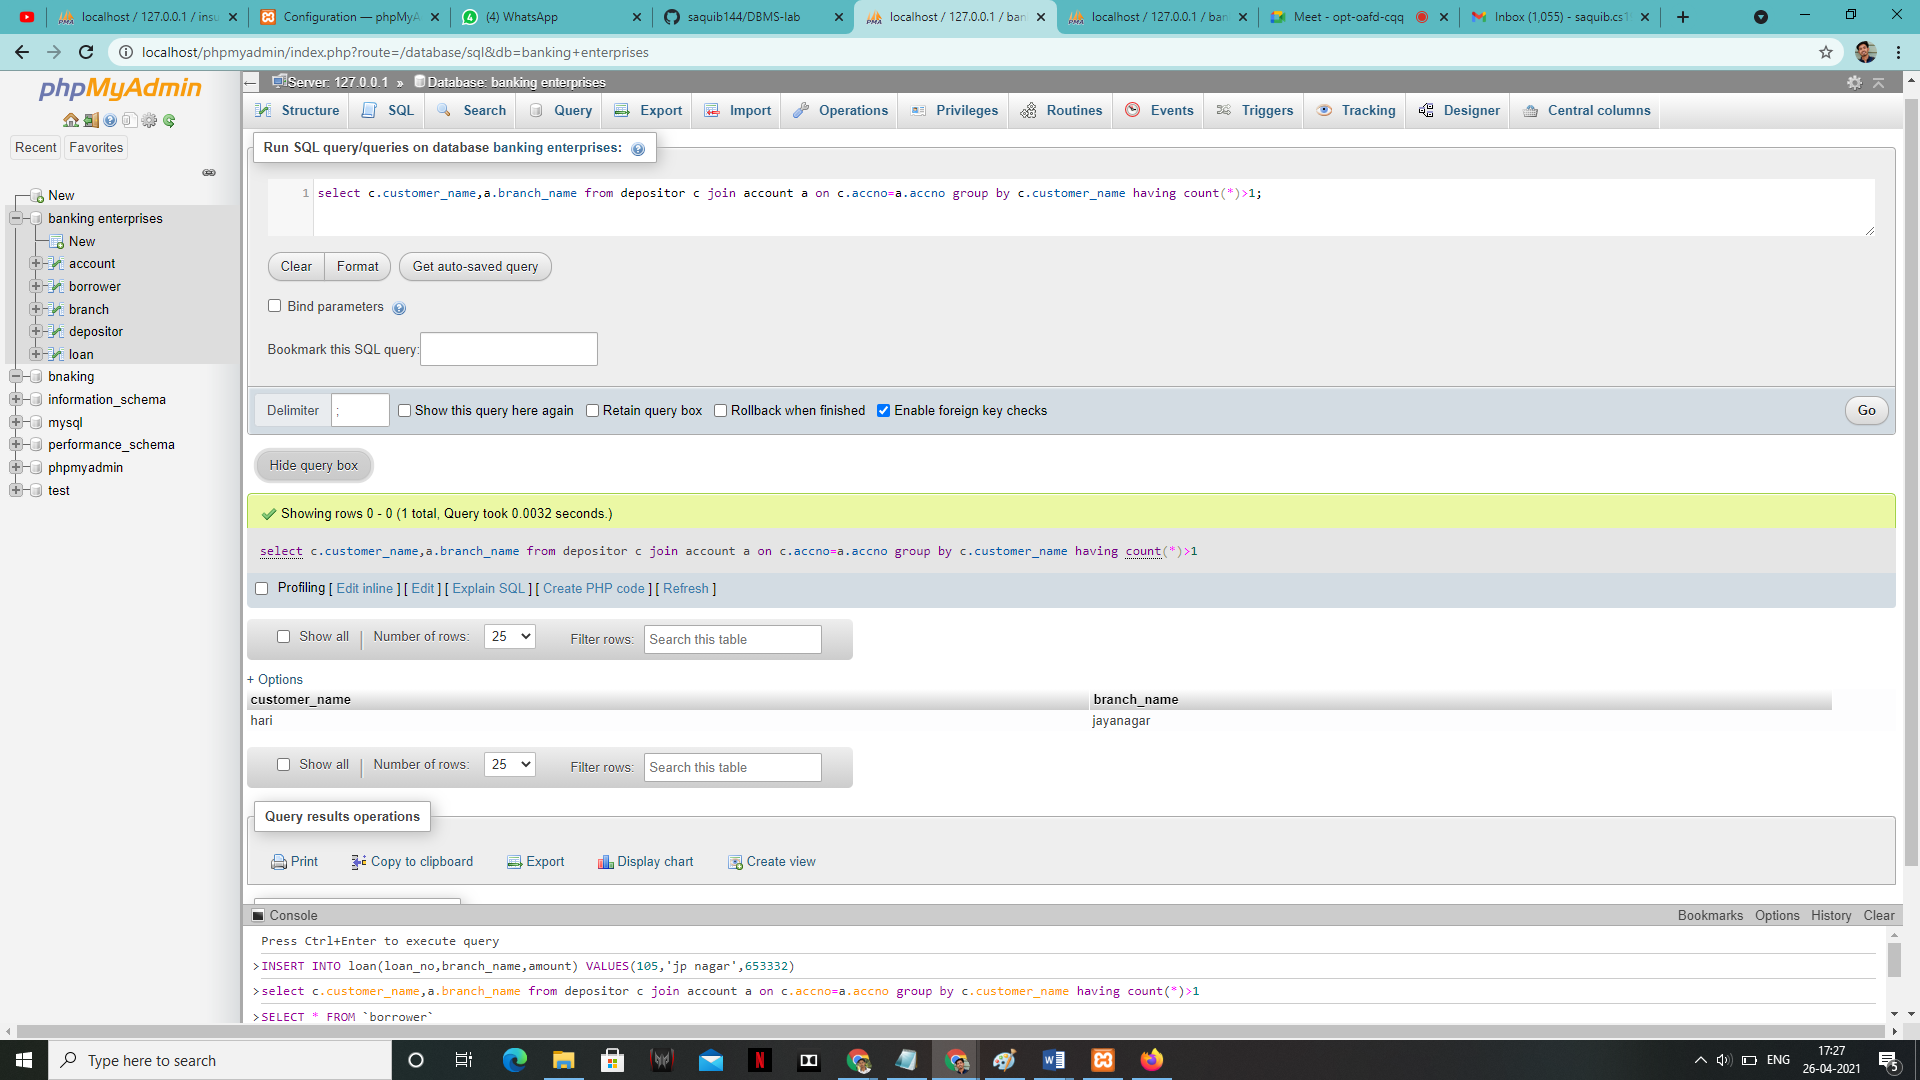 localhost / 127.0.0.1 / insu
Configuration — phpMyA
(4) WhatsApp
saquib144/DBMS-lab
localhost / 127.0.0.1 / ban
localhost / 127.0.0.1 / ban
Meet - opt-oafd-cqq
Inbox (1,055) - saquib.cs1
localhost/phpmyadmin/index.php?route=/database/sql&db=banking+enterprises
phpMyAdmin
Recent Favorites
New
banking enterprises
New
account
borrower
branch
depositor
loan
bnaking
information_schema
mysql
performance_schema
phpmyadmin
test
Server: 127.0.0.1 » Database: banking enterprises
Structure SQL Search Query Export Import Operations Privileges Routines Events Triggers Tracking Designer Central columns
Run SQL query/queries on database banking enterprises:
1 select c.customer_name,a.branch_name from depositor c join account a on c.accno=a.accno group by c.customer_name having count(*)>1;
Clear Format Get auto-saved query
Bind parameters
Bookmark this SQL query:
Delimiter ; Show this query here again Retain query box Rollback when finished Enable foreign key checks Go
Hide query box
Showing rows 0 - 0 (1 total, Query took 0.0032 seconds.)
select c.customer_name,a.branch_name from depositor c join account a on c.accno=a.accno group by c.customer_name having count(*)>1
Profiling [ Edit inline ] [ Edit ] [ Explain SQL ] [ Create PHP code ] [ Refresh ]
Show all | Number of rows: 25 Filter rows: Search this table
+ Options
customer_name branch_name
hari jayanagar
Show all | Number of rows: 25 Filter rows: Search this table
Query results operations
Print Copy to clipboard Export Display chart Create view
Console Bookmarks Options History Clear
Press Ctrl+Enter to execute query
>INSERT INTO loan(loan_no,branch_name,amount) VALUES(105,'jp nagar',653332)
>select c.customer_name,a.branch_name from depositor c join account a on c.accno=a.accno group by c.customer_name having count(*)>1
>SELECT * FROM `borrower`
Type here to search
ENG
17:27
26-04-2021
5